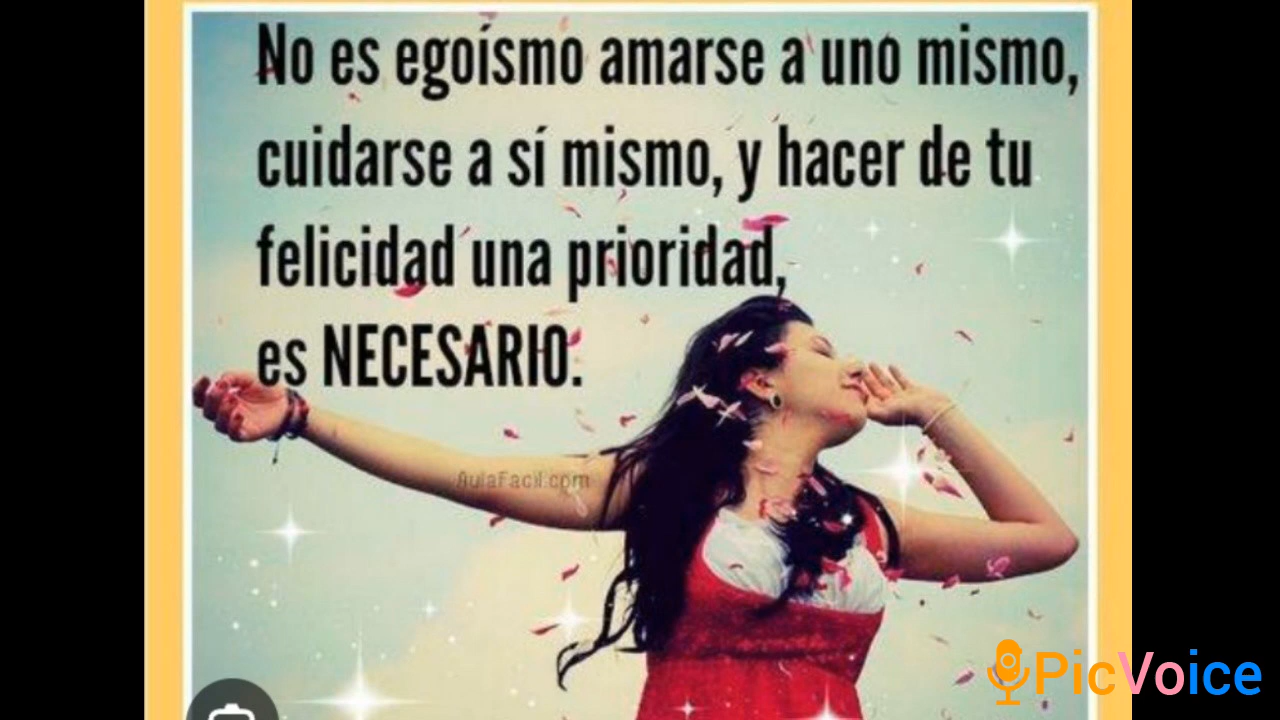 No es egoísmo amarse a uno mismo,
cuidarse a sí mismo, y hacer de tu
felicidad una prioridad,
es NECESARIO.
AulaFacil.com
PicVoice